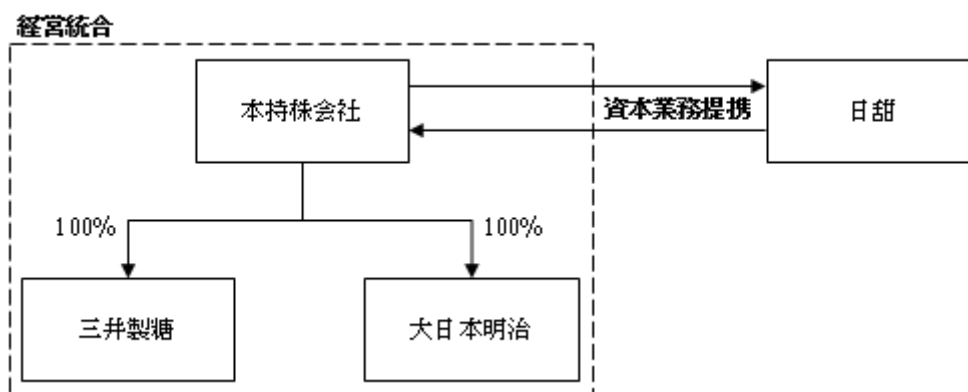 経営統合
本持株会社
資本業務提携
日甜
100%
100%
三井製糖
大日本明治